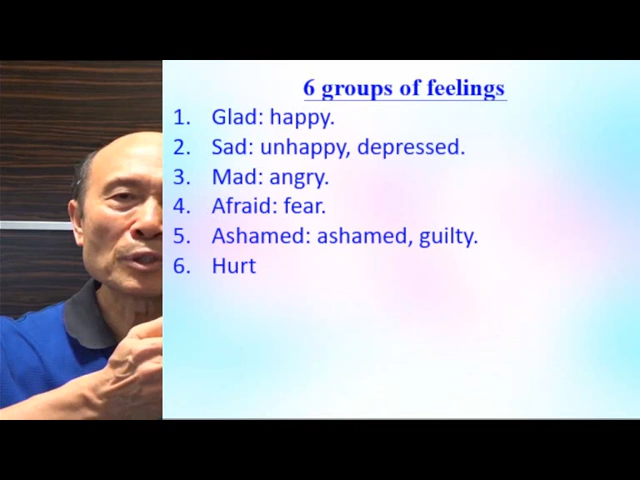 6 groups of feelings
1. Glad: happy.
2. Sad: unhappy, depressed.
3. Mad: angry.
4. Afraid: fear.
5. Ashamed: ashamed, guilty.
6. Hurt